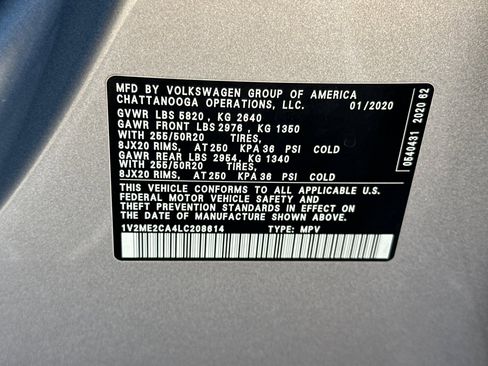 MFD BY VOLKSWAGEN GROUP OF AMERICA
CHATTANOOGA OPERATIONS, LLC. 01/2020
GVWR LBS 5820, KG 2640
GAWR FRONT LBS 2976, KG 1350
WITH 255/50R20 TIRES,
8JX20 RIMS, AT 250 KPA 36 PSI COLD
GAWR REAR LBS 2954, KG 1340
WITH 255/50R20 TIRES,
8JX20 RIMS, AT 250 KPA 36 PSI COLD
THIS VEHICLE CONFORMS TO ALL APPLICABLE U.S.
FEDERAL MOTOR VEHICLE SAFETY AND
THEFT PREVENTION STANDARDS IN EFFECT ON THE
DATE OF MANUFACTURE SHOWN ABOVE.
1V2ME2CA4LC208614 TYPE: MPV
0540431 2020 62